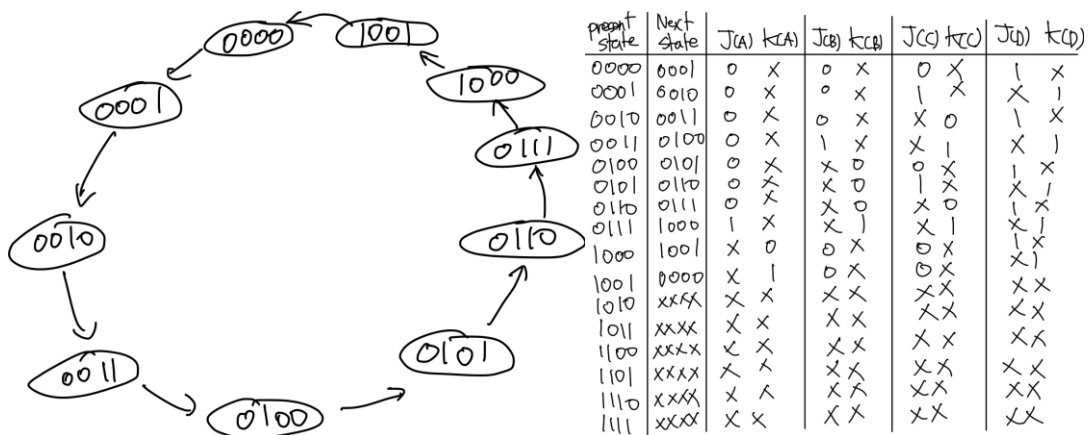 0000
1001
0001
1000
0111
0010
0110
0011
0101
0100
present state Next state J(A) K(A) J(B) K(B) J(C) K(C) J(D) K(D)
0000 0001 0 X 0 X 0 X 1 X
0001 0010 0 X 0 X 1 X X 1
0010 0011 0 X 0 X X 0 1 X
0011 0100 0 X 1 X X 1 X 1
0100 0101 0 X X 0 0 X 1 X
0101 0110 0 X X 0 1 X X 1
0110 0111 0 X X 0 X 0 1 X
0111 1000 1 X X 1 X 1 X 1
1000 1001 X 0 0 X 0 X 1 X
1001 0000 X 1 0 X 0 X X 1
1010 XXXX X X X X X X X X
1011 XXXX X X X X X X X X
1100 XXXX X X X X X X X X
1101 XXXX X X X X X X X X
1110 XXXX X X X X X X X X
1111 XXXX X X X X X X X X